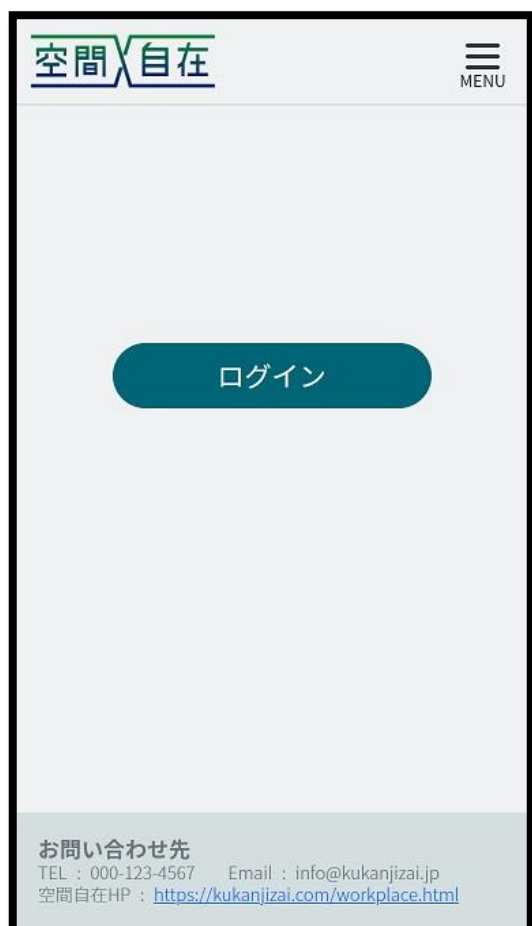 空間自在
MENU
ログイン
お問い合わせ先
TEL : 000-123-4567 Email : info@kukanjizai.jp
空間自在HP : https://kukanjizai.com/workplace.html